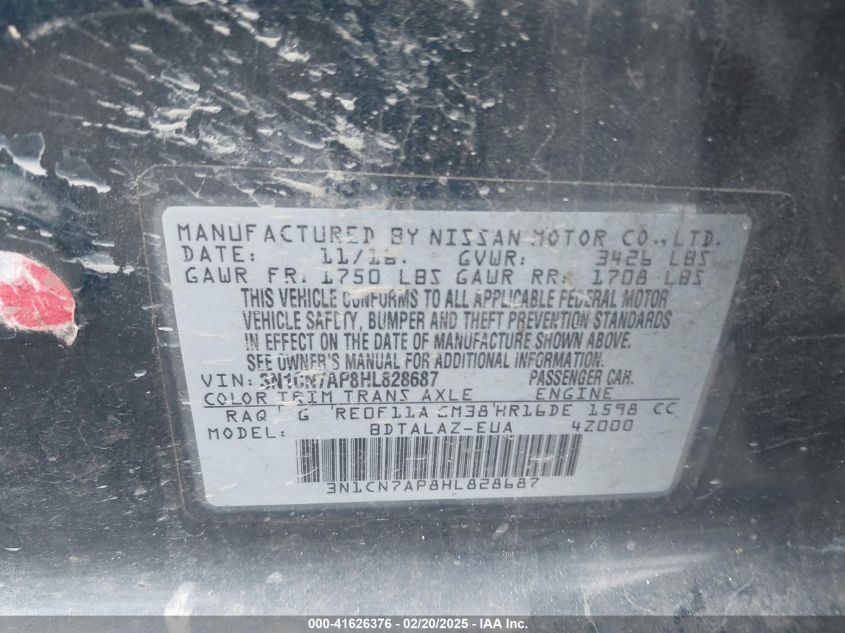 MANUFACTURED BY NISSAN MOTOR CO., LTD.
DATE: 11/16. GVWR: 3426 LBS
GAWR FR. 1750 LBS GAWR RR. 1708 LBS
THIS VEHICLE CONFORMS TO ALL APPLICABLE FEDERAL MOTOR
VEHICLE SAFETY, BUMPER AND THEFT PREVENTION STANDARDS
IN EFFECT ON THE DATE OF MANUFACTURE SHOWN ABOVE.
SEE OWNER'S MANUAL FOR ADDITIONAL INFORMATION.
VIN: 3N1CN7AP8HL828687 PASSENGER CAR.
COLOR TRIM TRANS AXLE ENGINE
RAQ G RE0F11A CM38 HR16DE 1598 CC
MODEL: BDTALAZ-EUA 4Z000
3N1CN7AP8HL828687
000-41626376 - 02/20/2025 - IAA Inc.